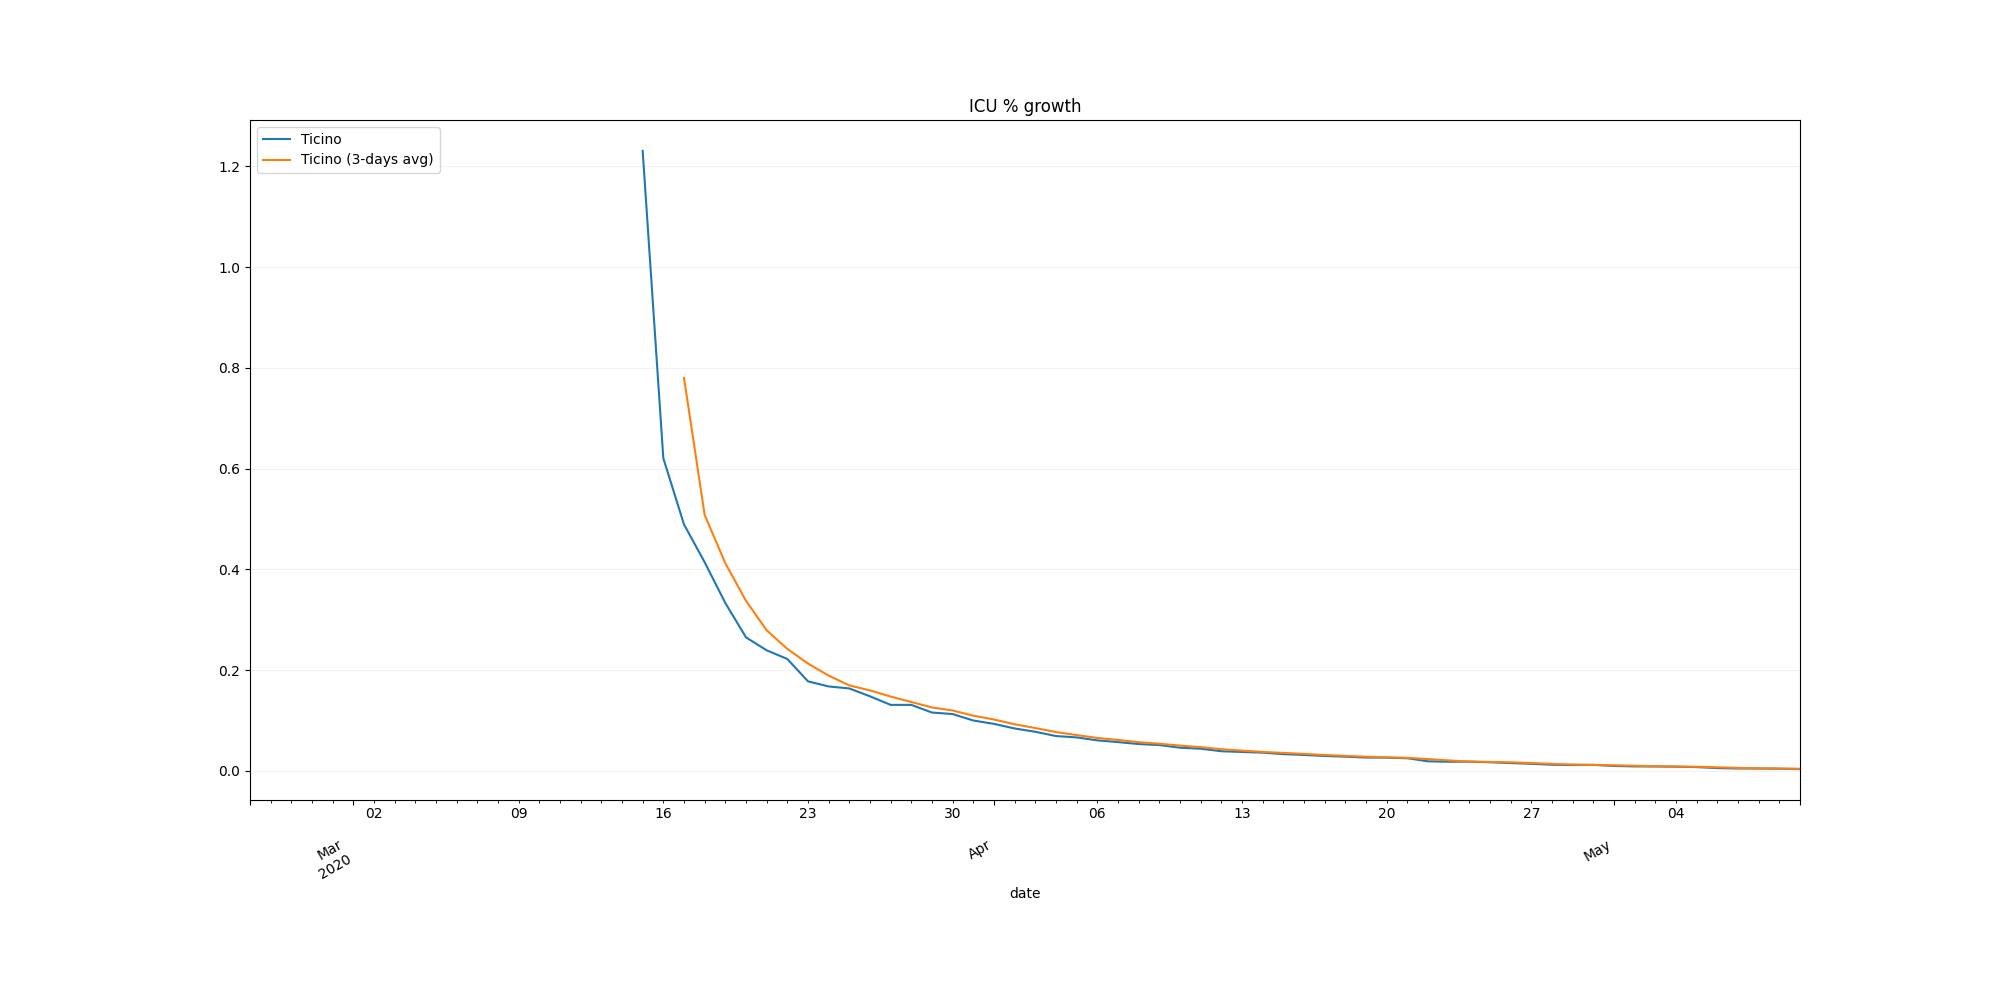 ICU % growth
Ticino
Ticino (3-days avg)
1.2
1.0
0.8
0.6
0.4
0.2
0.0
02 09 16 23 30 06 13 20 27 04
Mar
2020
Apr
May
date